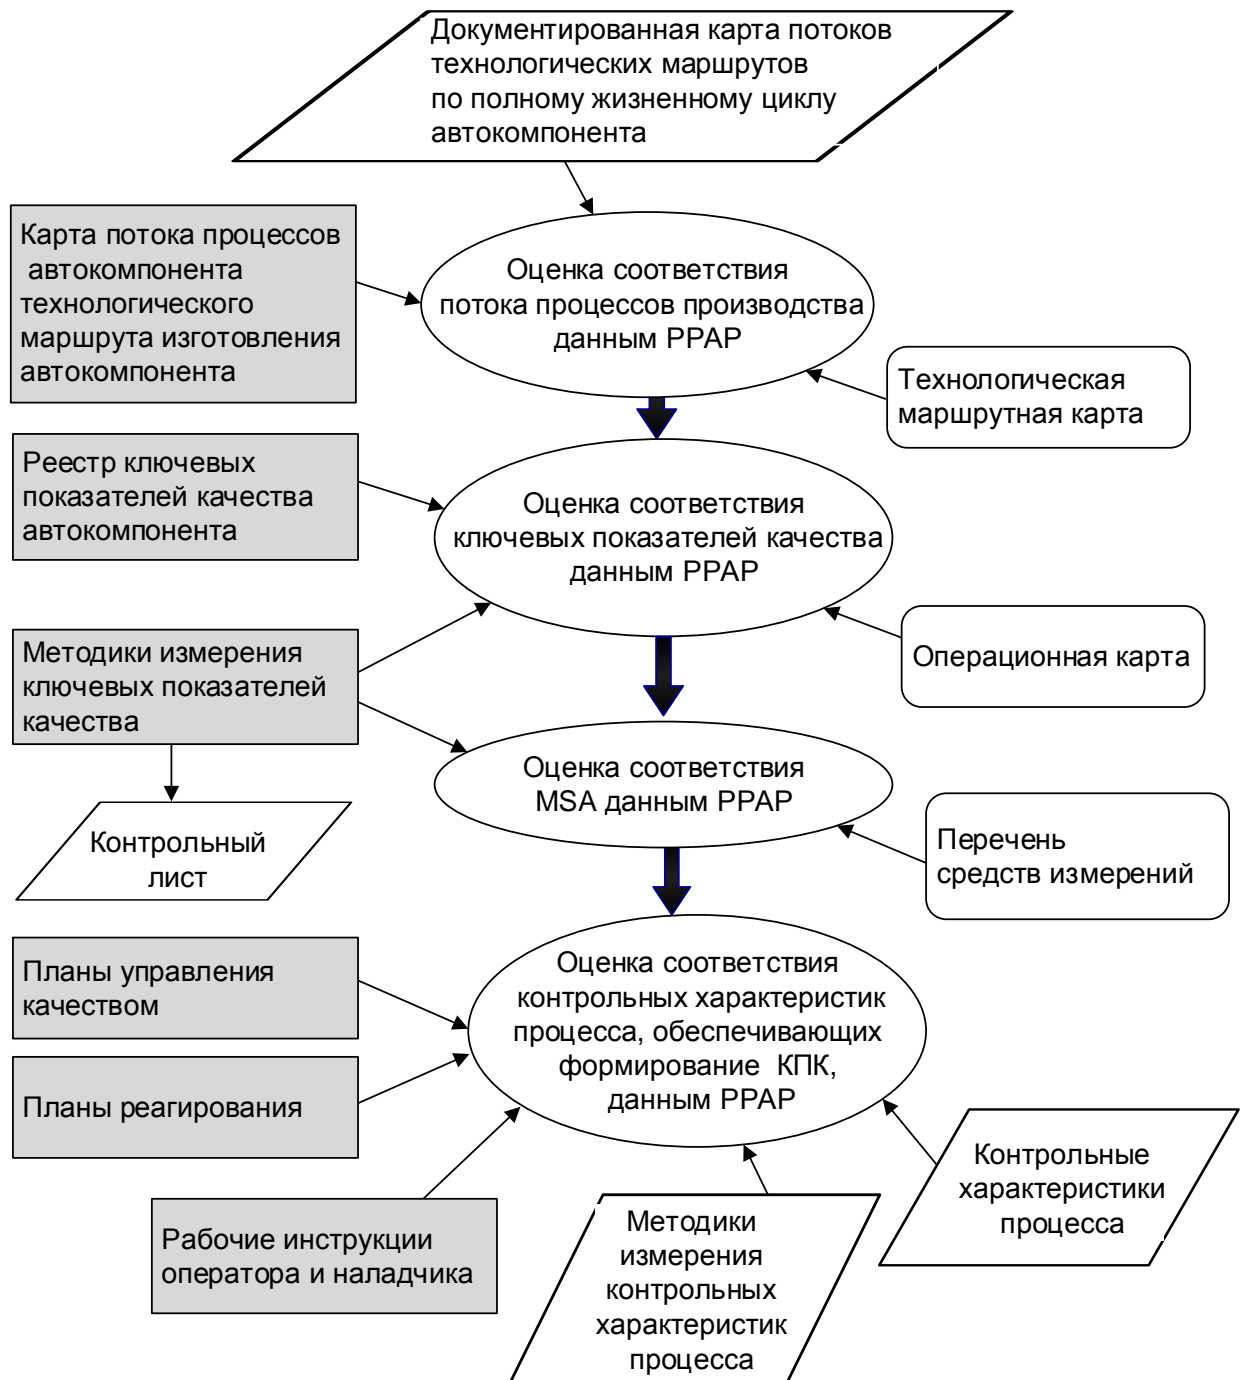 Документированная карта потоков
технологических маршрутов
по полному жизненному циклу
автокомпонента
Карта потока процессов
автокомпонента
технологического
маршрута изготовления
автокомпонента
Оценка соответствия
потока процессов производства
данным PPAP
Технологическая
маршрутная карта
Реестр ключевых
показателей качества
автокомпонента
Оценка соответствия
ключевых показателей качества
данным PPAP
Операционная карта
Методики измерения
ключевых показателей
качества
Оценка соответствия
MSA данным PPAP
Контрольный
лист
Перечень
средств измерений
Планы управления
качеством
Оценка соответствия
контрольных характеристик
процесса, обеспечивающих
формирование КПК,
данным PPAP
Планы реагирования
Контрольные
характеристики
процесса
Рабочие инструкции
оператора и наладчика
Методики
измерения
контрольных
характеристик
процесса